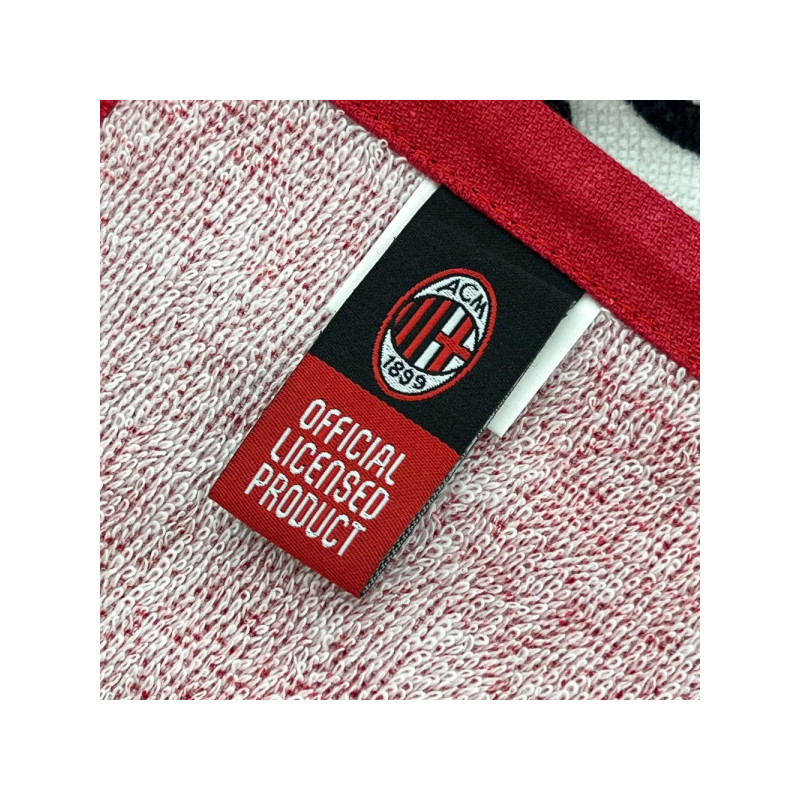 ACM
1899
OFFICIAL
LICENSED
PRODUCT